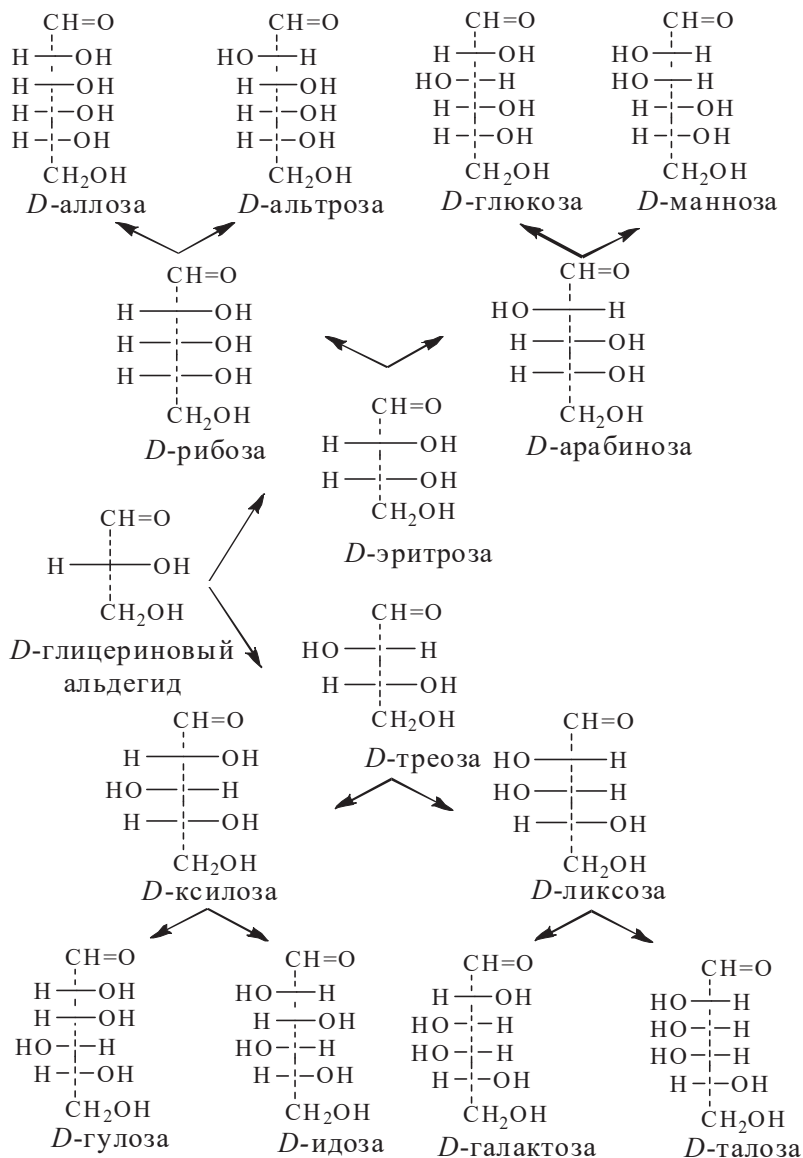 CH=O
H OH
H OH
H OH
H OH
CH2OH
D-аллоза
CH=O
HO H
H OH
H OH
H OH
CH2OH
D-альтроза
CH=O
H OH
HO H
H OH
H OH
CH2OH
D-глюкоза
CH=O
HO H
HO H
H OH
H OH
CH2OH
D-манноза
CH=O
H OH
H OH
H OH
CH2OH
D-рибоза
CH=O
HO H
H OH
H OH
CH2OH
D-арабиноза
CH=O
H OH
H OH
CH2OH
D-эритроза
CH=O
H OH
CH2OH
D-глицериновый
альдегид
CH=O
HO H
H OH
CH2OH
D-треоза
CH=O
H OH
HO H
H OH
CH2OH
D-ксилоза
CH=O
HO H
HO H
H OH
CH2OH
D-ликсоза
CH=O
H OH
H OH
HO H
H OH
CH2OH
D-гулоза
CH=O
HO H
H OH
HO H
H OH
CH2OH
D-идоза
CH=O
H OH
HO H
HO H
H OH
CH2OH
D-галактоза
CH=O
HO H
HO H
HO H
H OH
CH2OH
D-талоза